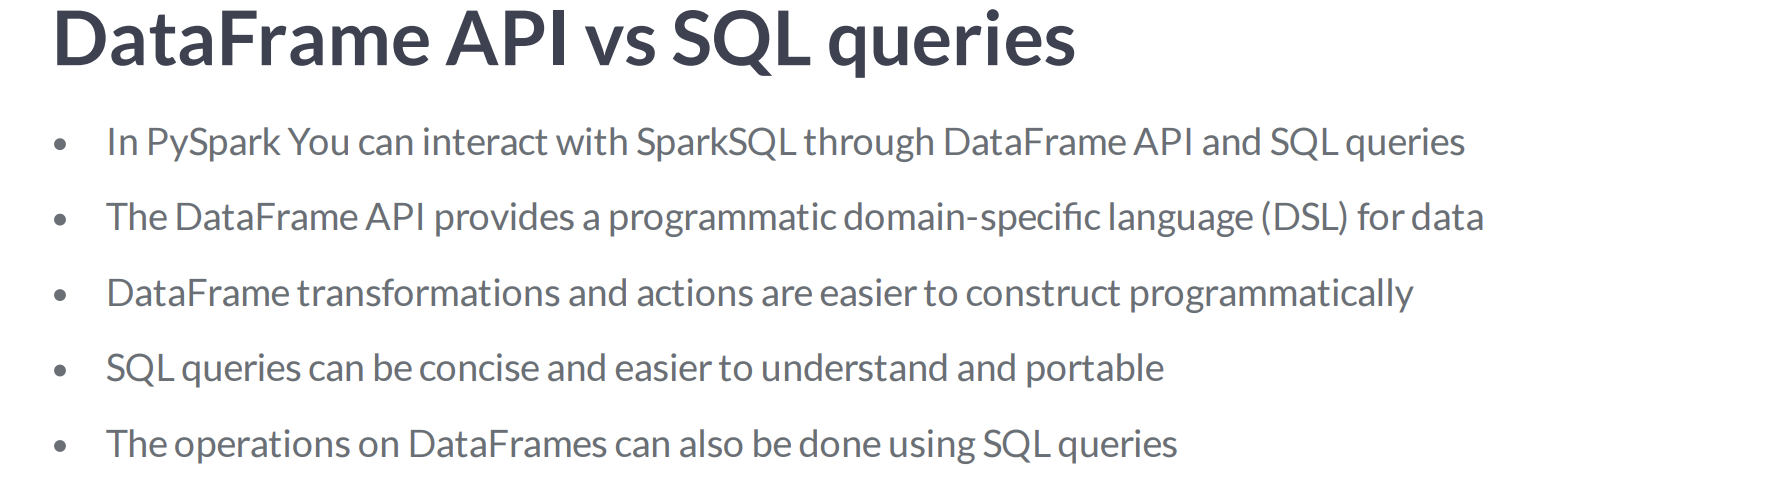 DataFrame API vs SQL queries
• In PySpark You can interact with SparkSQL through DataFrame API and SQL queries
• The DataFrame API provides a programmatic domain-specific language (DSL) for data
• DataFrame transformations and actions are easier to construct programmatically
• SQL queries can be concise and easier to understand and portable
• The operations on DataFrames can also be done using SQL queries